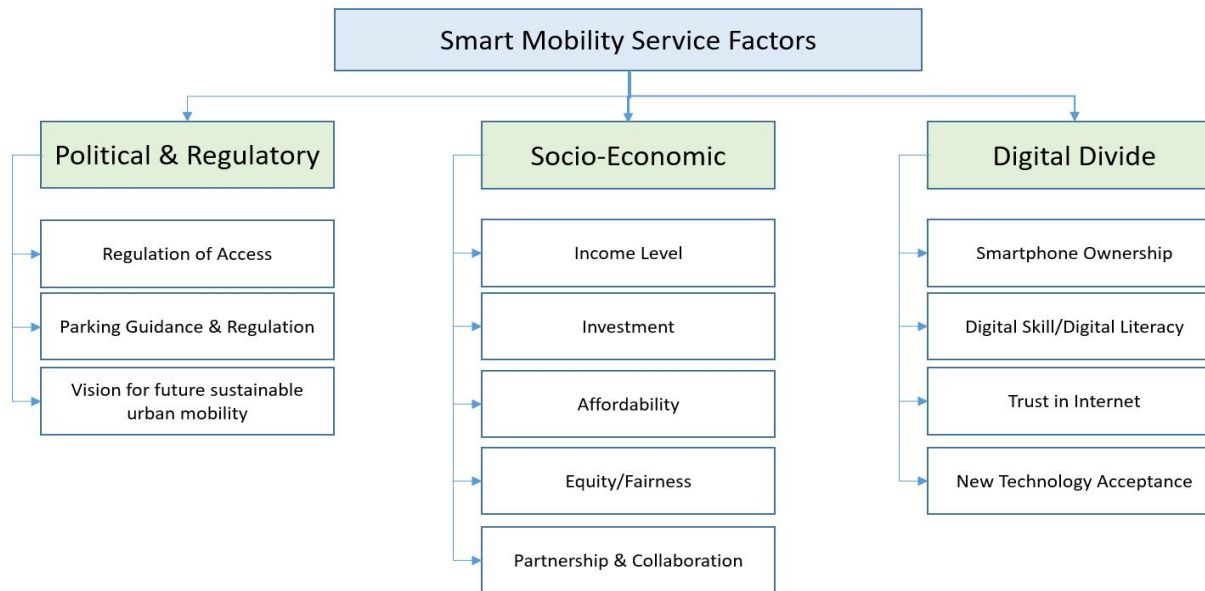 Smart Mobility Service Factors
Political & Regulatory
Regulation of Access
Parking Guidance & Regulation
Vision for future sustainable
urban mobility
Socio-Economic
Income Level
Investment
Affordability
Equity/Fairness
Partnership & Collaboration
Digital Divide
Smartphone Ownership
Digital Skill/Digital Literacy
Trust in Internet
New Technology Acceptance